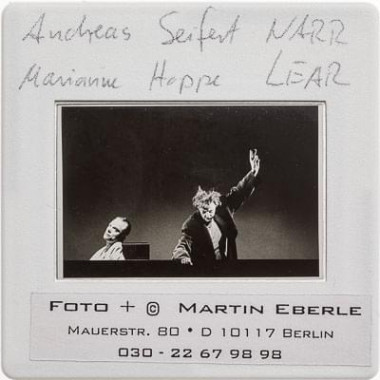 Andreas Seifert NARR
Marianne Hoppe LEAR
FOTO + © MARTIN EBERLE
MAUERSTR. 80 • D 10117 BERLIN
030 - 22 67 98 98